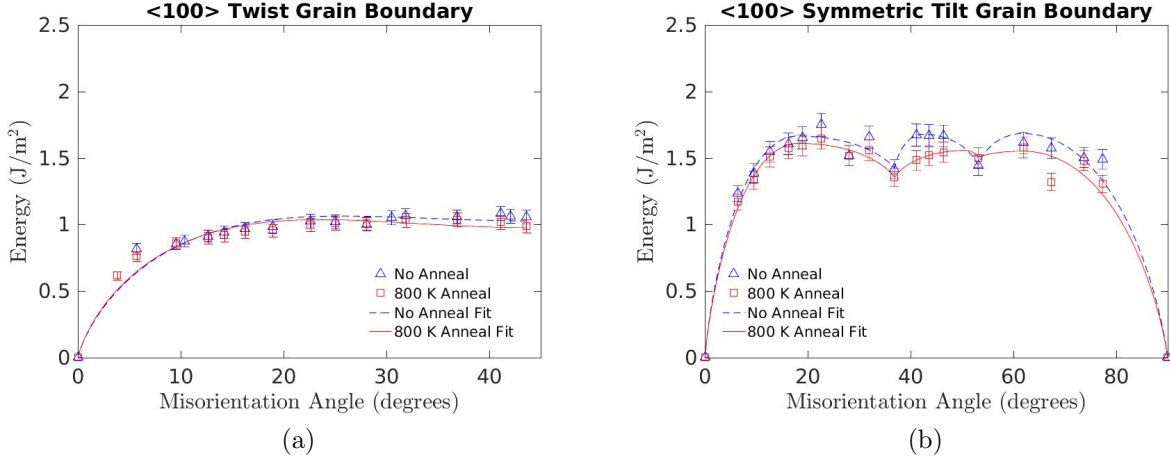 <100> Twist Grain Boundary
2.5
2
1.5
1
0.5
0
Energy (J/m²)
0 10 20 30 40
Misorientation Angle (degrees)
No Anneal
800 K Anneal
No Anneal Fit
800 K Anneal Fit
(a)
<100> Symmetric Tilt Grain Boundary
2.5
2
1.5
1
0.5
0
Energy (J/m²)
0 20 40 60 80
Misorientation Angle (degrees)
No Anneal
800 K Anneal
No Anneal Fit
800 K Anneal Fit
(b)